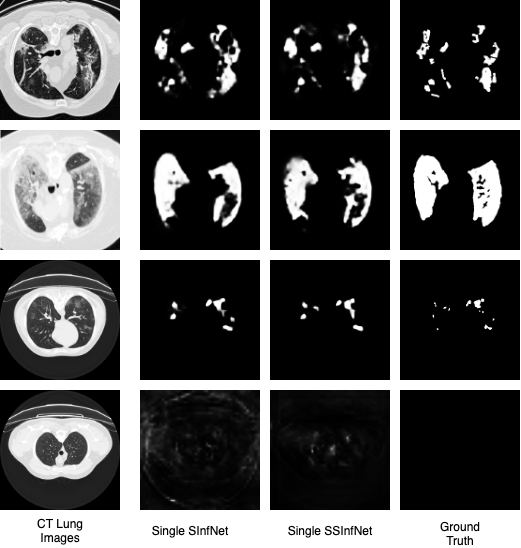 CT Lung
Images
Single SInfNet
Single SSInfNet
Ground
Truth